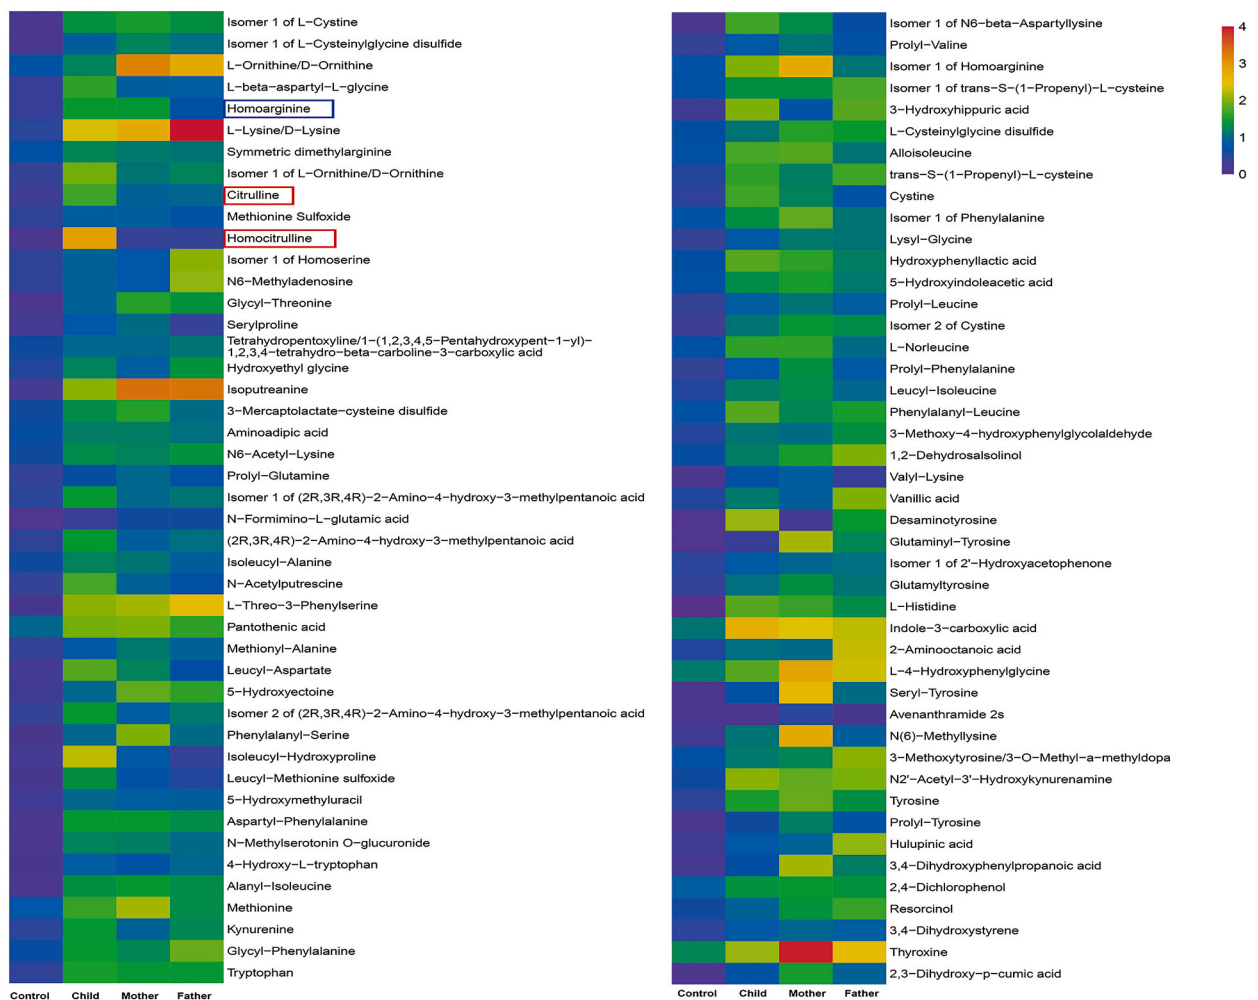 Isomer 1 of L−Cystine
Isomer 1 of L−Cysteinylglycine disulfide
L−Ornithine/D−Ornithine
L−beta−aspartyl−L−glycine
Homoarginine
L−Lysine/D−Lysine
Symmetric dimethylarginine
Isomer 1 of L−Ornithine/D−Ornithine
Citrulline
Methionine Sulfoxide
Homocitrulline
Isomer 1 of Homoserine
N6−Methyladenosine
Glycyl−Threonine
Serylproline
Tetrahydropentoxyline/1−(1,2,3,4,5−Pentahydroxypent−1−yl)−
1,2,3,4−tetrahydro−beta−carboline−3−carboxylic acid
Hydroxyethyl glycine
Isoputreanine
3−Mercaptolactate−cysteine disulfide
Aminoadipic acid
N6−Acetyl−Lysine
Prolyl−Glutamine
Isomer 1 of (2R,3R,4R)−2−Amino−4−hydroxy−3−methylpentanoic acid
N−Formimino−L−glutamic acid
(2R,3R,4R)−2−Amino−4−hydroxy−3−methylpentanoic acid
Isoleucyl−Alanine
N−Acetylputrescine
L−Threo−3−Phenylserine
Pantothenic acid
Methionyl−Alanine
Leucyl−Aspartate
5−Hydroxyectoine
Isomer 2 of (2R,3R,4R)−2−Amino−4−hydroxy−3−methylpentanoic acid
Phenylalanyl−Serine
Isoleucyl−Hydroxyproline
Leucyl−Methionine sulfoxide
5−Hydroxymethyluracil
Aspartyl−Phenylalanine
N−Methylserotonin O−glucuronide
4−Hydroxy−L−tryptophan
Alanyl−Isoleucine
Methionine
Kynurenine
Glycyl−Phenylalanine
Tryptophan
Control Child Mother Father
Isomer 1 of N6−beta−Aspartyllysine
Prolyl−Valine
Isomer 1 of Homoarginine
Isomer 1 of trans−S−(1−Propenyl)−L−cysteine
3−Hydroxyhippuric acid
L−Cysteinylglycine disulfide
Alloisoleucine
trans−S−(1−Propenyl)−L−cysteine
Cystine
Isomer 1 of Phenylalanine
Lysyl−Glycine
Hydroxyphenyllactic acid
5−Hydroxyindoleacetic acid
Prolyl−Leucine
Isomer 2 of Cystine
L−Norleucine
Prolyl−Phenylalanine
Leucyl−Isoleucine
Phenylalanyl−Leucine
3−Methoxy−4−hydroxyphenylglycolaldehyde
1,2−Dehydrosalsolinol
Valyl−Lysine
Vanillic acid
Desaminotyrosine
Glutaminyl−Tyrosine
Isomer 1 of 2'−Hydroxyacetophenone
Glutamyltyrosine
L−Histidine
Indole−3−carboxylic acid
2−Aminooctanoic acid
L−4−Hydroxyphenylglycine
Seryl−Tyrosine
Avenanthramide 2s
N(6)−Methyllysine
3−Methoxytyrosine/3−O−Methyl−a−methyldopa
N2'−Acetyl−3'−Hydroxykynurenamine
Tyrosine
Prolyl−Tyrosine
Hulupinic acid
3,4−Dihydroxyphenylpropanoic acid
2,4−Dichlorophenol
Resorcinol
3,4−Dihydroxystyrene
Thyroxine
2,3−Dihydroxy−p−cumic acid
Control Child Mother Father
4
3
2
1
0